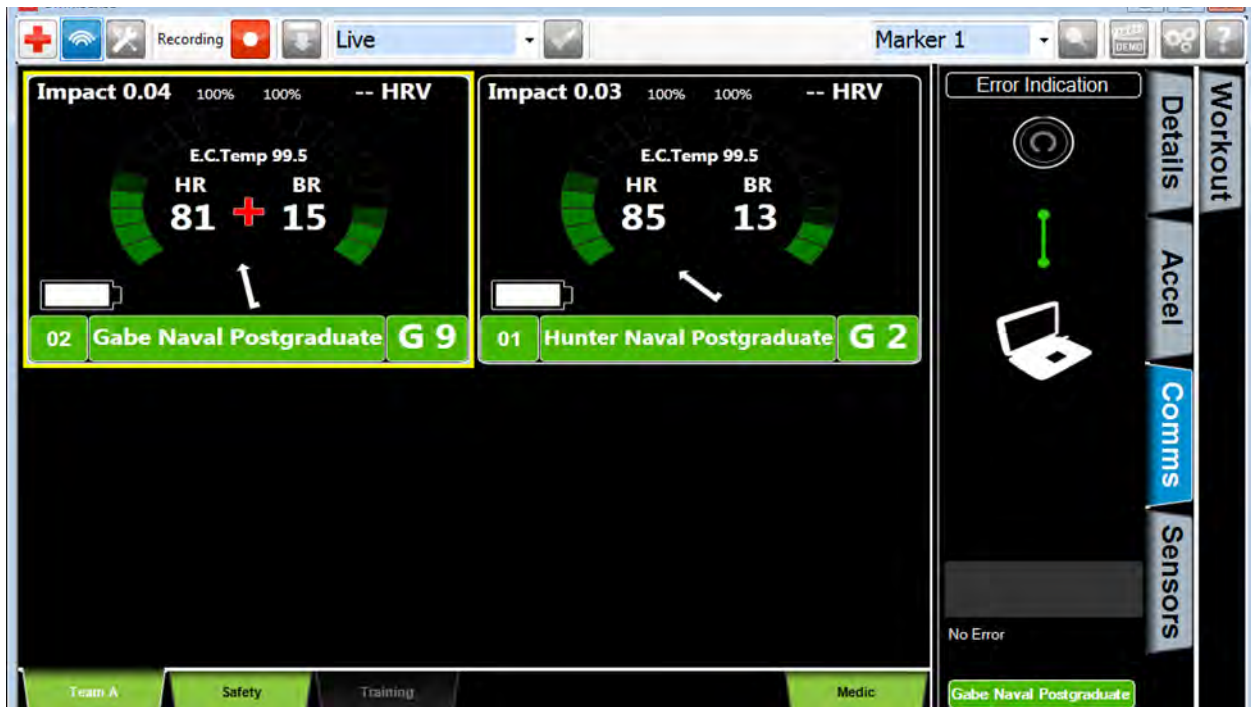 Recording
Live
Marker 1
DEMO
Impact 0.04 100% 100% -- HRV
E.C.Temp 99.5
HR BR
81 15
02 Gabe Naval Postgraduate G 9
Impact 0.03 100% 100% -- HRV
E.C.Temp 99.5
HR BR
85 13
01 Hunter Naval Postgraduate G 2
Error Indication
No Error
Gabe Naval Postgraduate
Details
Accel
Comms
Sensors
Workout
Team A Safety Training Medic